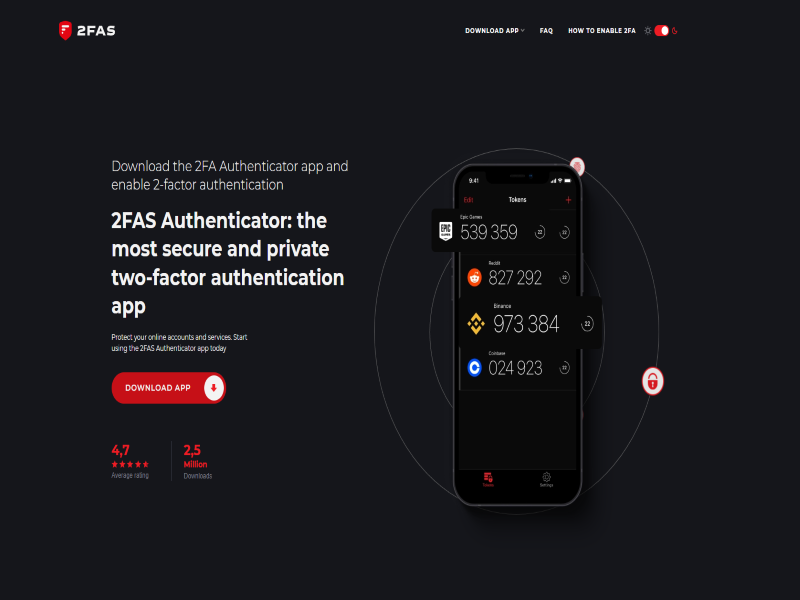 2FAS
DOWNLOAD APP
FAQ
HOW TO ENABLE 2FA
Download the 2FA Authenticator app and
enable 2-factor authentication
2FAS Authenticator: the
most secure and private
two-factor authentication
app
Protect your online accounts and services. Start
using the 2FAS Authenticator app today
DOWNLOAD APP
4,7
Average rating
2,5
Million
Downloads
9:41
Edit
Tokens
+
Epic Games
EPIC
GAMES
539 359
22
22
Reddit
827 292
22
Binance
973 384
22
Coinbase
024 923
22
Tokens
Settings